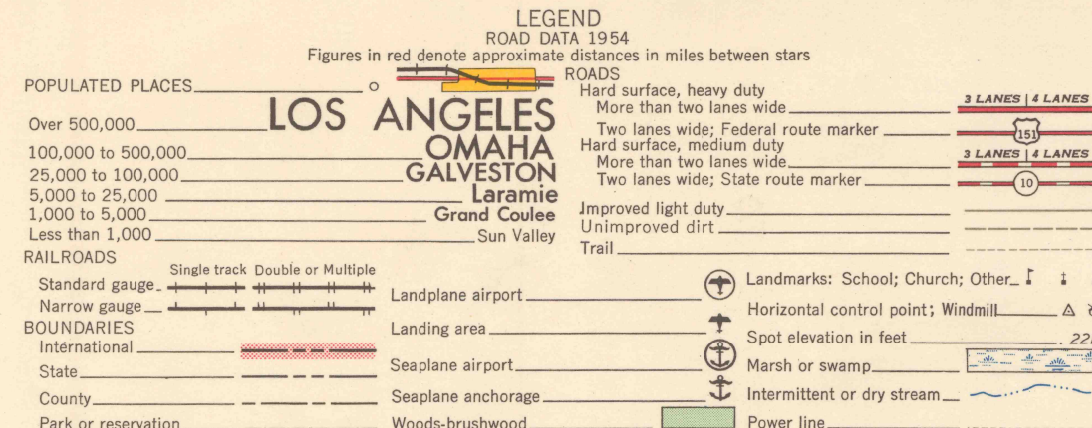 LEGEND
ROAD DATA 1954
Figures in red denote approximate distances in miles between stars
POPULATED PLACES
Over 500,000 LOS ANGELES
100,000 to 500,000 OMAHA
25,000 to 100,000 GALVESTON
5,000 to 25,000 Laramie
1,000 to 5,000 Grand Coulee
Less than 1,000 Sun Valley
RAILROADS
Single track Double or Multiple
Standard gauge
Narrow gauge
BOUNDARIES
International
State
County
Park or reservation
Landplane airport
Landing area
Seaplane airport
Seaplane anchorage
Woods-brushwood
ROADS
Hard surface, heavy duty
More than two lanes wide 3 LANES | 4 LANES
Two lanes wide; Federal route marker 151
Hard surface, medium duty
More than two lanes wide 3 LANES | 4 LANES
Two lanes wide; State route marker 10
Improved light duty
Unimproved dirt
Trail
Landmarks: School; Church; Other
Horizontal control point; Windmill
Spot elevation in feet
Marsh or swamp
Intermittent or dry stream
Power line